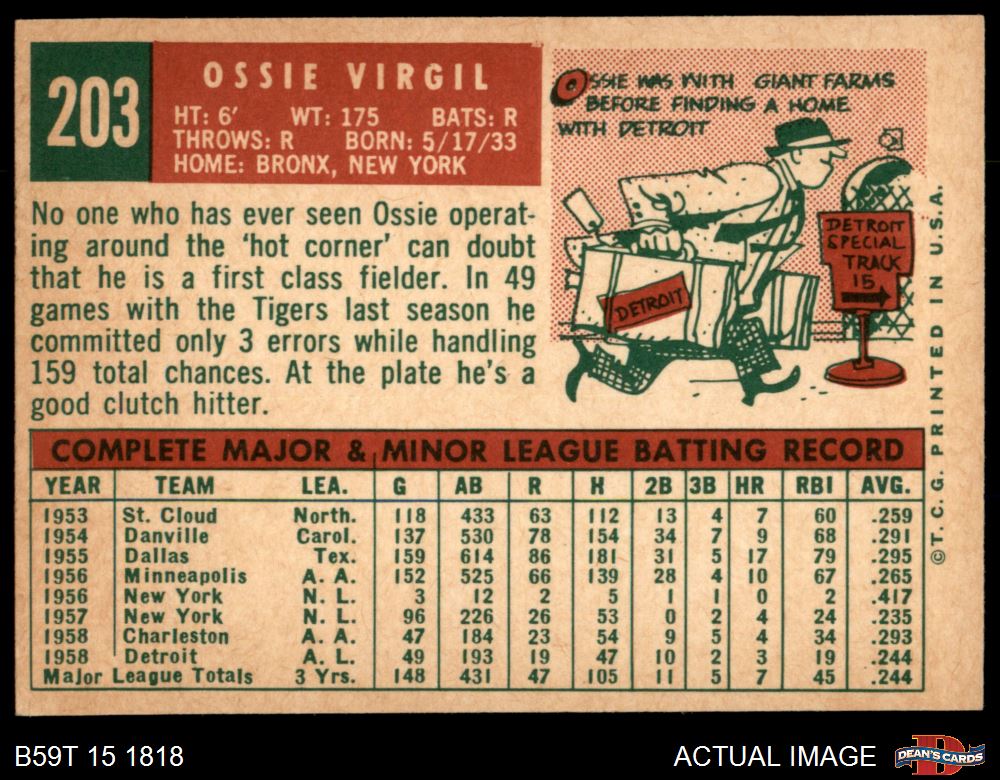 203
OSSIE VIRGIL
HT: 6' WT: 175 BATS: R
THROWS: R BORN: 5/17/33
HOME: BRONX, NEW YORK
OSSIE WAS WITH GIANT FARMS
BEFORE FINDING A HOME
WITH DETROIT
DETROIT
SPECIAL
TRACK
15
DETROIT
No one who has ever seen Ossie operat-
ing around the 'hot corner' can doubt
that he is a first class fielder. In 49
games with the Tigers last season he
committed only 3 errors while handling
159 total chances. At the plate he's a
good clutch hitter.
COMPLETE MAJOR & MINOR LEAGUE BATTING RECORD
YEAR TEAM LEA. G AB R H 2B 3B HR RBI AVG.
1953 St. Cloud North. 118 433 63 112 13 4 7 60 .259
1954 Danville Carol. 137 530 78 154 34 7 9 68 .291
1955 Dallas Tex. 159 614 86 181 31 5 17 79 .295
1956 Minneapolis A. A. 152 525 66 139 28 4 10 67 .265
1956 New York N. L. 3 12 2 5 1 1 0 2 .417
1957 New York N. L. 96 226 26 53 0 2 4 24 .235
1958 Charleston A. A. 47 184 23 54 9 5 4 34 .293
1958 Detroit A. L. 49 193 19 47 10 2 3 19 .244
Major League Totals 3 Yrs. 148 431 47 105 11 5 7 45 .244
©T. C. G. PRINTED IN U.S.A.
B59T 15 1818
ACTUAL IMAGE
DEAN'S CARDS